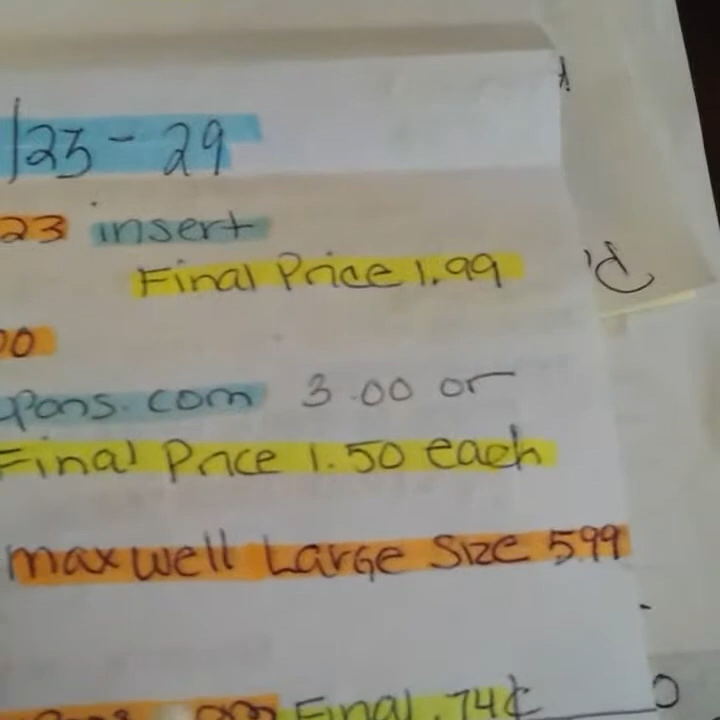 23 - 29
23 insert
Final Price 1.99
00
upons.com 3.00 or
Final Price 1.50 each
maxwell Large Size 5.99
Final .74¢